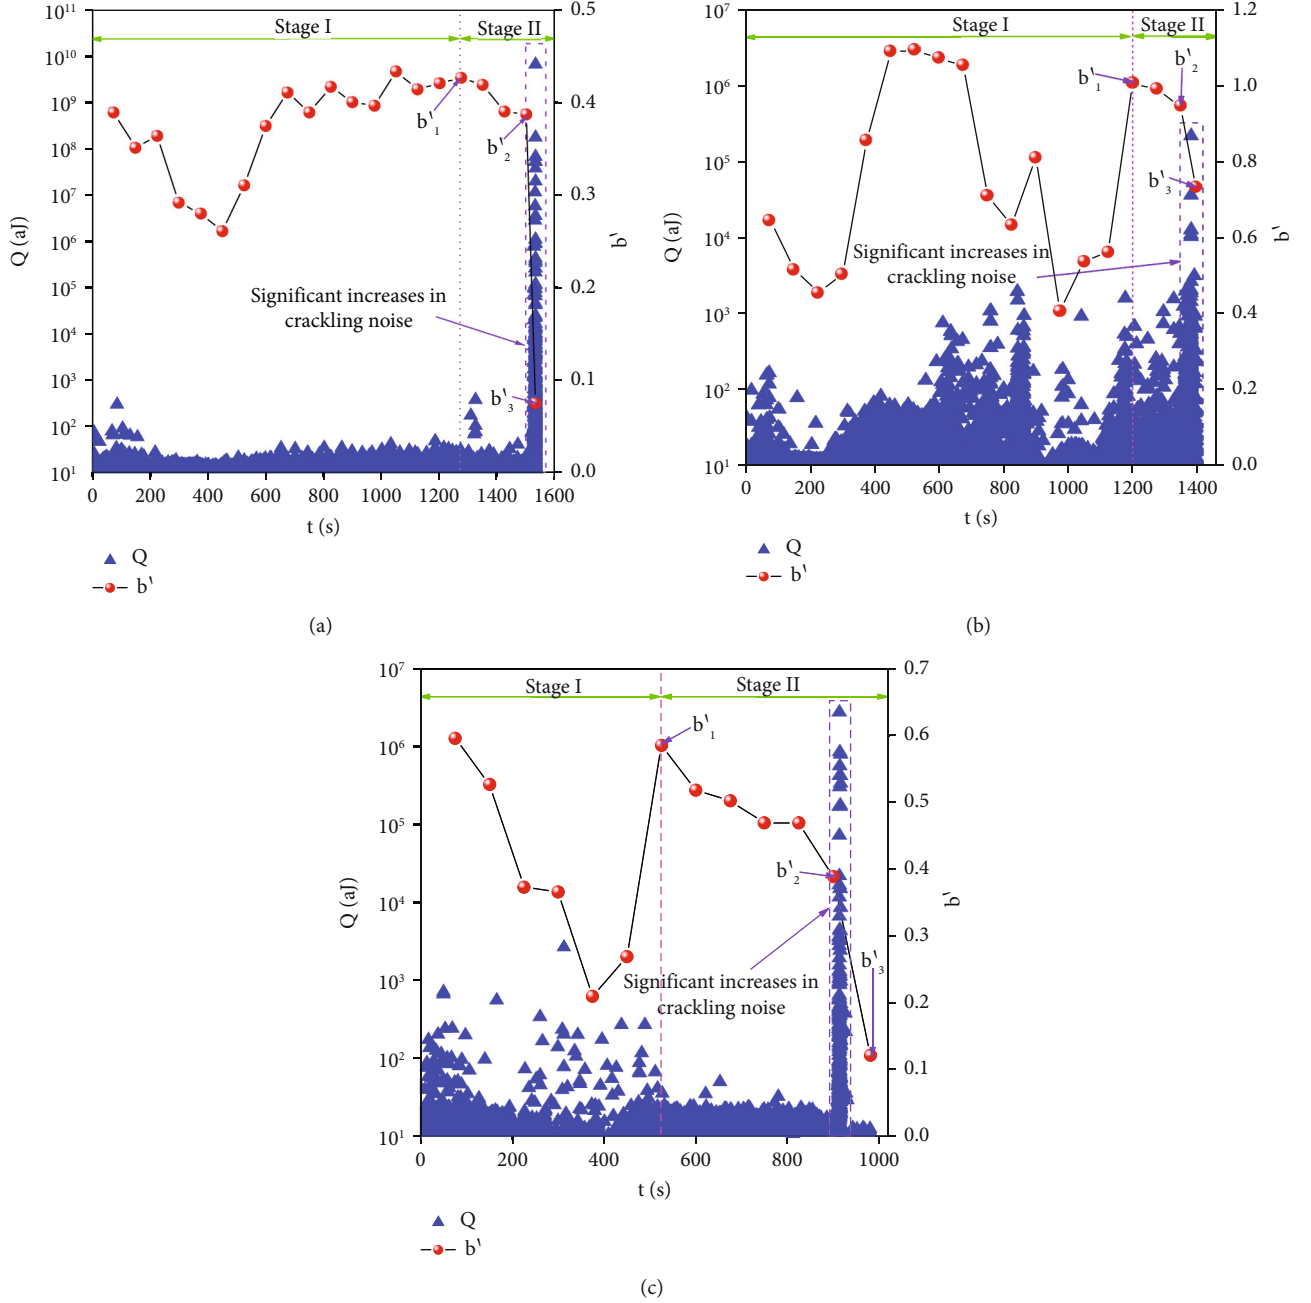 Stage I
Stage II
10¹¹
10¹⁰
10⁹
10⁸
10⁷
10⁶
10⁵
10⁴
10³
10²
10¹
Q (aJ)
0.5
0.4
0.3
0.2
0.1
0.0
b'
b'₁
b'₂
b'₃
Significant increases in
crackling noise
0 200 400 600 800 1000 1200 1400 1600
t (s)
Q
b'
(a)
Stage I
Stage II
10⁷
10⁶
10⁵
10⁴
10³
10²
10¹
Q (aJ)
1.2
1.0
0.8
0.6
0.4
0.2
0.0
b'
b'₁
b'₂
b'₃
Significant increases in
crackling noise
0 200 400 600 800 1000 1200 1400
t (s)
Q
b'
(b)
Stage I
Stage II
10⁷
10⁶
10⁵
10⁴
10³
10²
10¹
Q (aJ)
0.7
0.6
0.5
0.4
0.3
0.2
0.1
0.0
b'
b'₁
b'₂
b'₃
Significant increases in
crackling noise
0 200 400 600 800 1000
t (s)
Q
b'
(c)